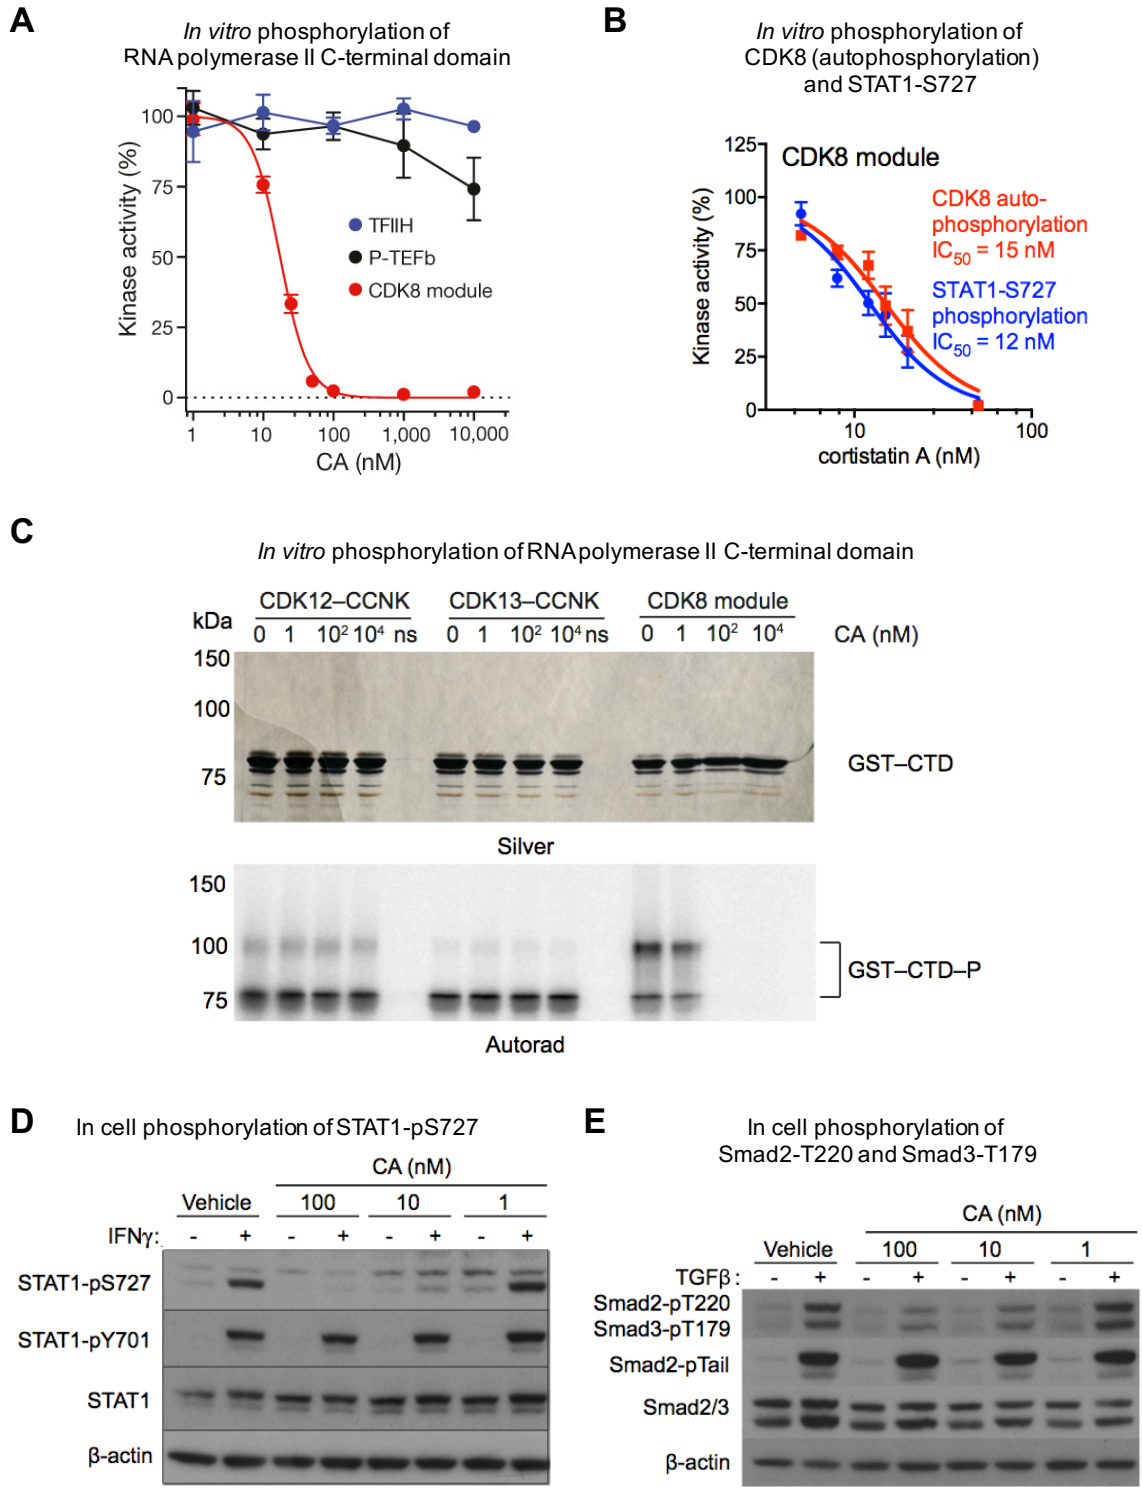 A
In vitro phosphorylation of
RNA polymerase II C-terminal domain
Kinase activity (%)
100
75
50
25
0
TFIIH
P-TEFb
CDK8 module
1
10
100
1,000
10,000
CA (nM)
B
In vitro phosphorylation of
CDK8 (autophosphorylation)
and STAT1-S727
Kinase activity (%)
125
100
75
50
25
0
CDK8 module
CDK8 auto-
phosphorylation
IC50 = 15 nM
STAT1-S727
phosphorylation
IC50 = 12 nM
10
100
cortistatin A (nM)
C
In vitro phosphorylation of RNA polymerase II C-terminal domain
CDK12–CCNK CDK13–CCNK CDK8 module
kDa
0 1 10² 10⁴ ns 0 1 10² 10⁴ ns 0 1 10² 10⁴ CA (nM)
150
100
75
GST–CTD
Silver
150
100
75
GST–CTD–P
Autorad
D
In cell phosphorylation of STAT1-pS727
CA (nM)
Vehicle 100 10 1
IFNγ: - + - + - + - +
STAT1-pS727
STAT1-pY701
STAT1
β-actin
E
In cell phosphorylation of
Smad2-T220 and Smad3-T179
CA (nM)
Vehicle 100 10 1
TGFβ: - + - + - + - +
Smad2-pT220
Smad3-pT179
Smad2-pTail
Smad2/3
β-actin